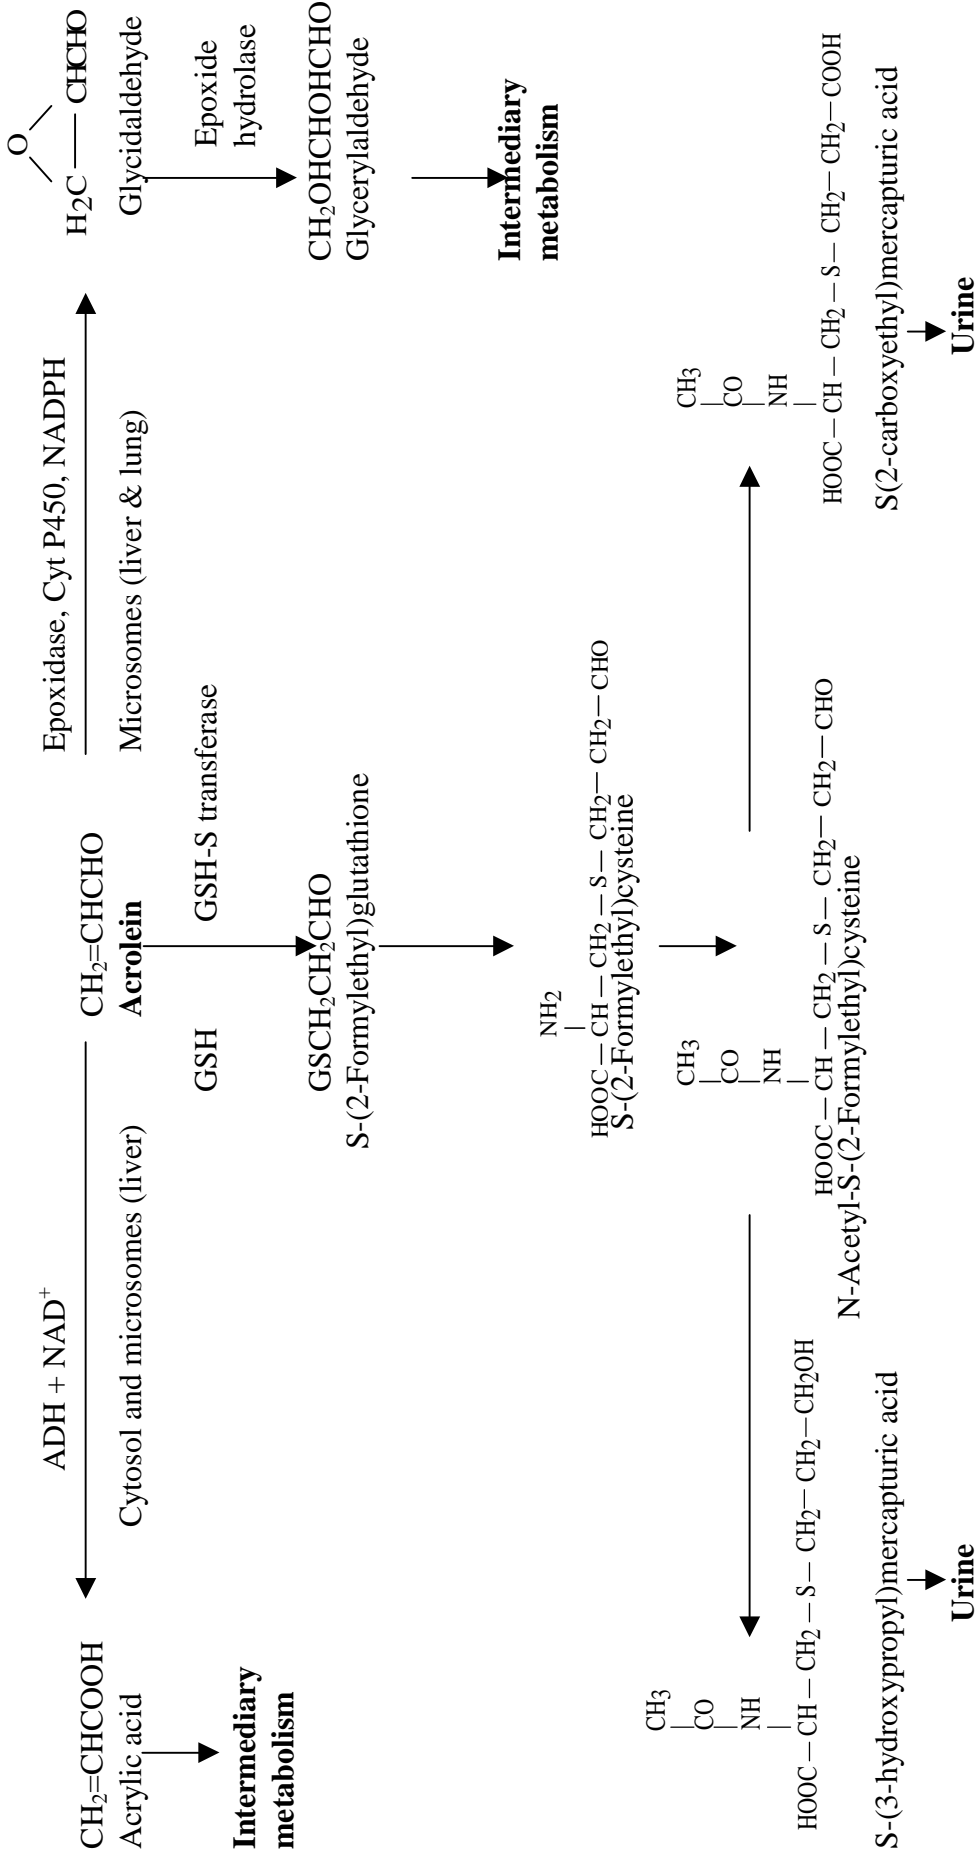 ADH + NAD⁺
Epoxidase, Cyt P450, NADPH
CH₂=CHCOOH
Acrylic acid
Cytosol and microsomes (liver)
CH₂=CHCHO
Acrolein
Microsomes (liver & lung)
O
H₂C — CHCHO
Glycidaldehyde
Intermediary
metabolism
GSH
GSH-S transferase
Epoxide
hydrolase
GSCH₂CH₂CHO
S-(2-Formylethyl)glutathione
CH₂OHCHOHCHO
Glycerylaldehyde
Intermediary
metabolism
NH₂
HOOC — CH — CH₂ — S — CH₂ — CH₂ — CHO
S-(2-Formylethyl)cysteine
CH₃
CO
NH
HOOC — CH — CH₂ — S — CH₂ — CH₂ — CH₂OH
S-(3-hydroxypropyl)mercapturic acid
Urine
CH₃
CO
NH
HOOC — CH — CH₂ — S — CH₂ — CH₂ — CHO
N-Acetyl-S-(2-Formylethyl)cysteine
CH₃
CO
NH
HOOC — CH — CH₂ — S — CH₂ — CH₂ — COOH
S(2-carboxyethyl)mercapturic acid
Urine